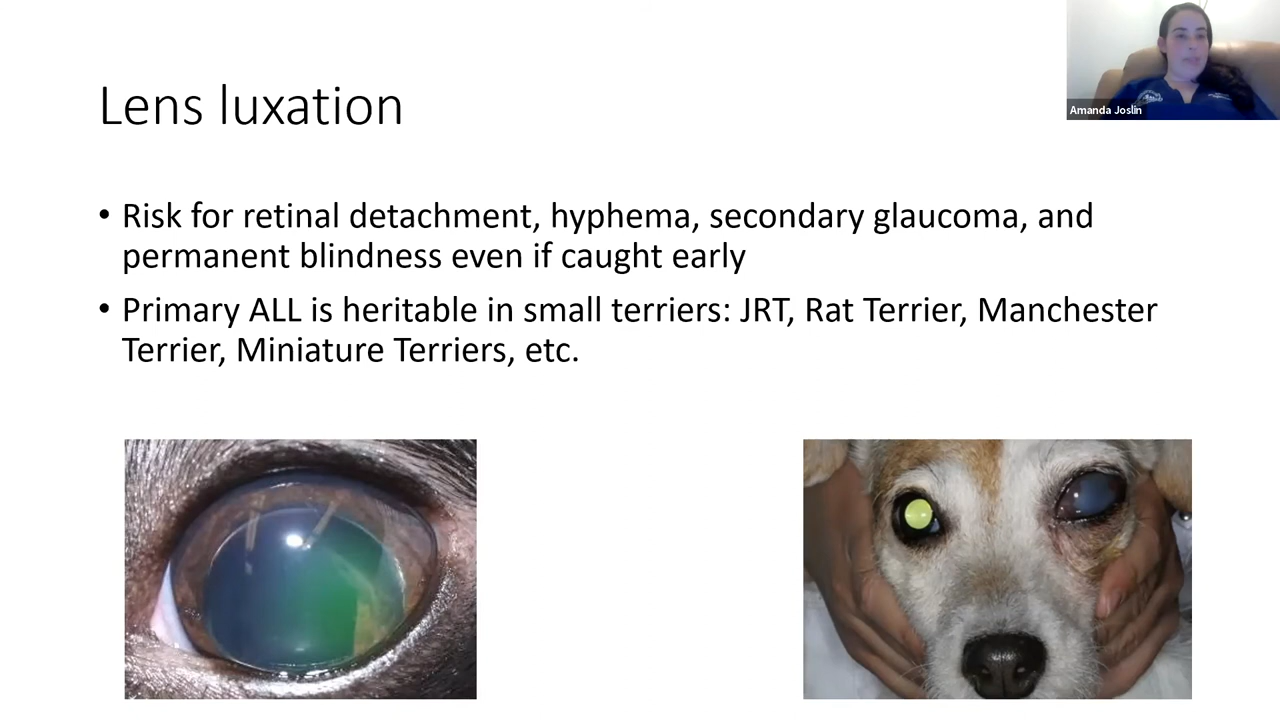 Lens luxation
Amanda Joslin
• Risk for retinal detachment, hyphema, secondary glaucoma, and
permanent blindness even if caught early
• Primary ALL is heritable in small terriers: JRT, Rat Terrier, Manchester
Terrier, Miniature Terriers, etc.